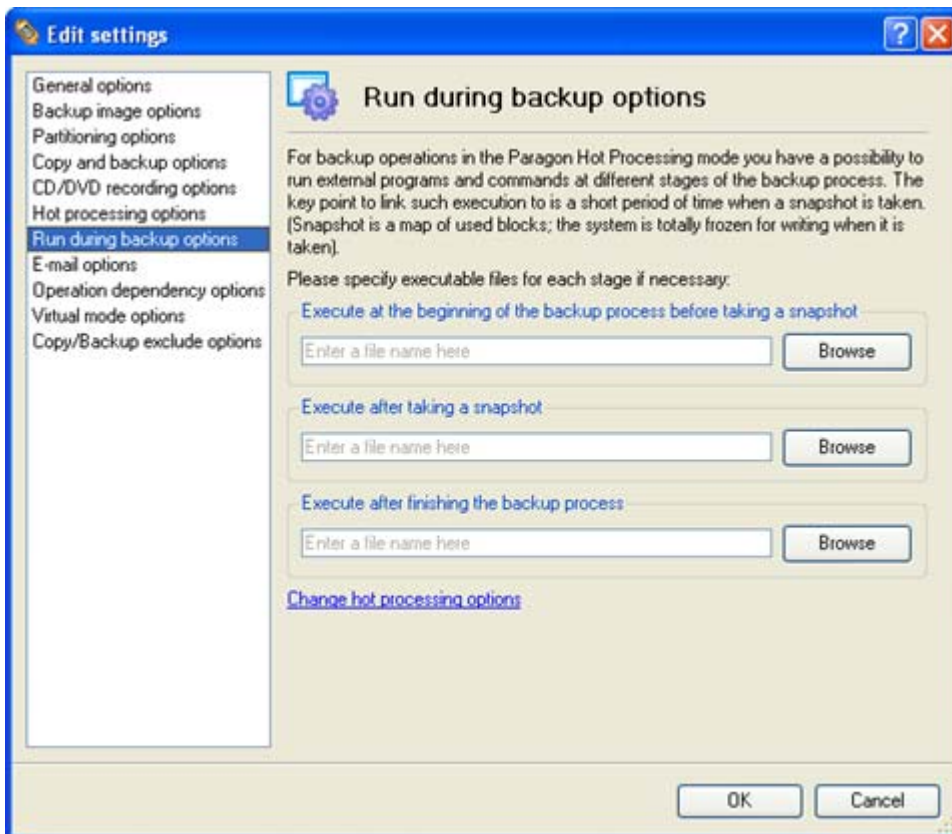 Edit settings
General options
Backup image options
Partitioning options
Copy and backup options
CD/DVD recording options
Hot processing options
Run during backup options
E-mail options
Operation dependency options
Virtual mode options
Copy/Backup exclude options
Run during backup options
For backup operations in the Paragon Hot Processing mode you have a possibility to
run external programs and commands at different stages of the backup process. The
key point to link such execution to is a short period of time when a snapshot is taken.
(Snapshot is a map of used blocks; the system is totally frozen for writing when it is
taken).
Please specify executable files for each stage if necessary:
Execute at the beginning of the backup process before taking a snapshot
Enter a file name here
Browse
Execute after taking a snapshot
Enter a file name here
Browse
Execute after finishing the backup process
Enter a file name here
Browse
Change hot processing options
OK
Cancel